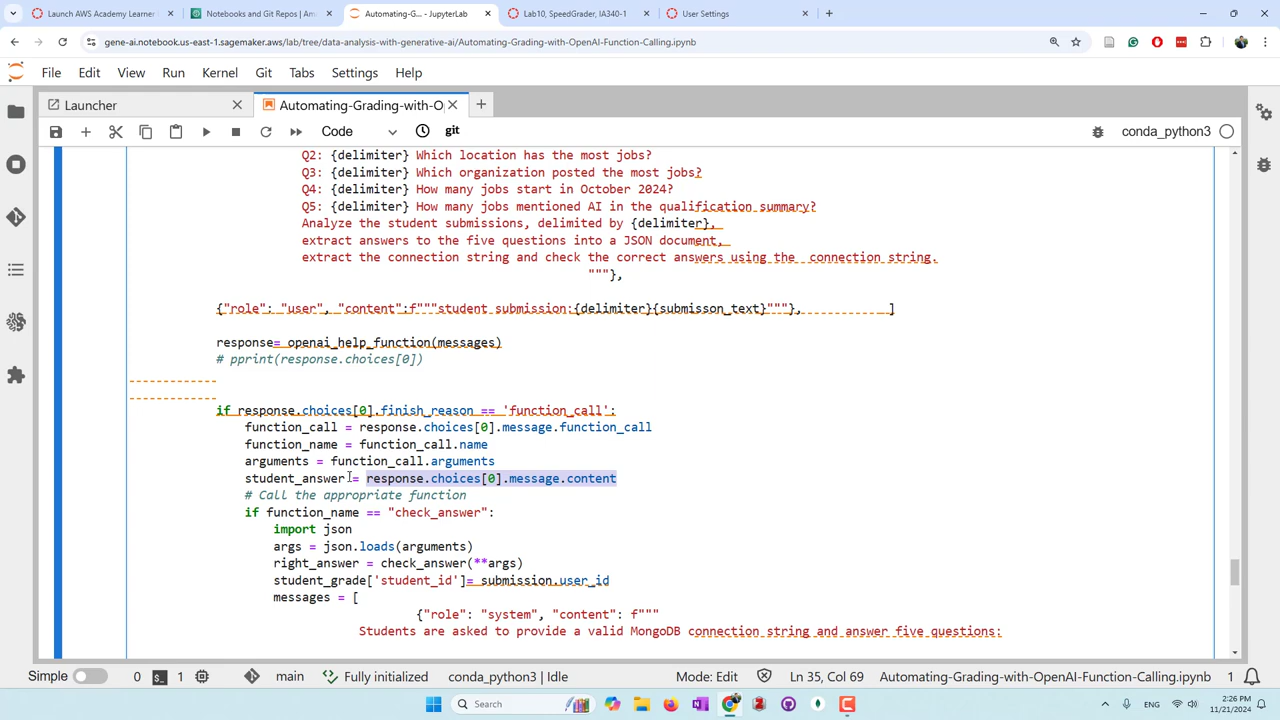 Launch AWS Academy Learner
Notebooks and Git Repos | Ama
Automating-G... - JupyterLab
Lab10, SpeedGrader, IA340-1
User Settings
gene-ai.notebook.us-east-1.sagemaker.aws/lab/tree/data-analysis-with-generative-ai/Automating-Grading-with-OpenAI-Function-Calling.ipynb
File Edit View Run Kernel Git Tabs Settings Help
Launcher
Automating-Grading-with-O
Code git conda_python3
Q2: {delimiter} Which location has the most jobs?
Q3: {delimiter} Which organization posted the most jobs?
Q4: {delimiter} How many jobs start in October 2024?
Q5: {delimiter} How many jobs mentioned AI in the qualification summary?
Analyze the student submissions, delimited by {delimiter},
extract answers to the five questions into a JSON document,
extract the connection string and check the correct answers using the  connection string.
"""},
{"role": "user", "content":f"""student submission:{delimiter}{submisson_text}"""}, ]
response= openai_help_function(messages)
# pprint(response.choices[0])
if response.choices[0].finish_reason == 'function_call':
function_call = response.choices[0].message.function_call
function_name = function_call.name
arguments = function_call.arguments
student_answer = response.choices[0].message.content
# Call the appropriate function
if function_name == "check_answer":
import json
args = json.loads(arguments)
right_answer = check_answer(**args)
student_grade['student_id']= submission.user_id
messages = [
{"role": "system", "content": f"""
Students are asked to provide a valid MongoDB connection string and answer five questions:
Simple 0 1 main Fully initialized conda_python3 | Idle Mode: Edit Ln 35, Col 69 Automating-Grading-with-OpenAI-Function-Calling.ipynb 1
Search
2:26 PM
11/21/2024